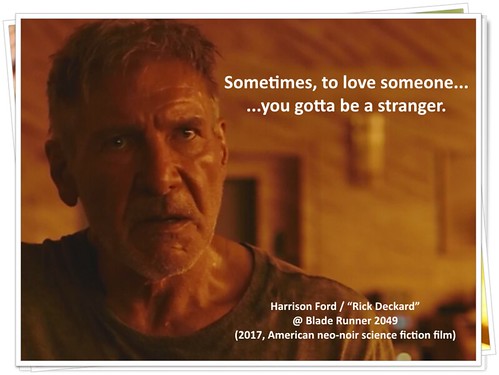 Sometimes, to love someone...
...you gotta be a stranger.
Harrison Ford / “Rick Deckard”
@ Blade Runner 2049
(2017, American neo-noir science fiction film)